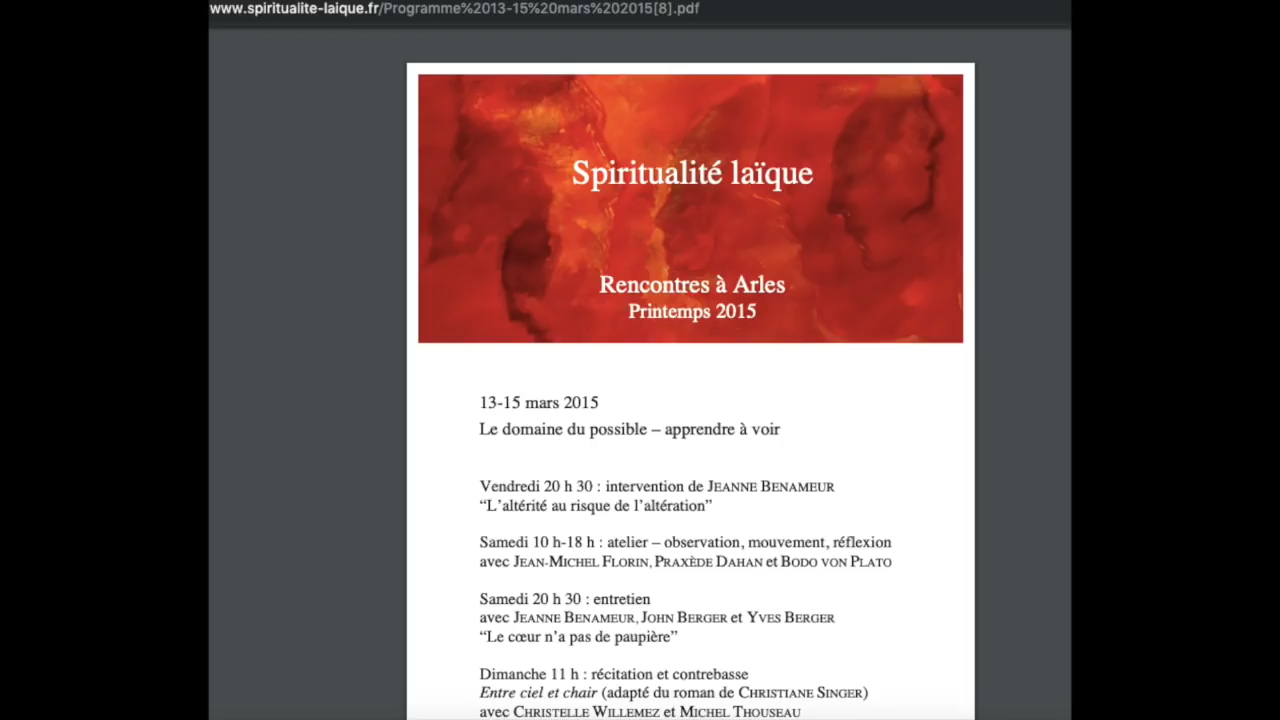 www.spiritualite-laique.fr/Programme%2013-15%20mars%202015[8].pdf
Spiritualité laïque
Rencontres à Arles
Printemps 2015
13-15 mars 2015
Le domaine du possible – apprendre à voir
Vendredi 20 h 30 : intervention de JEANNE BENAMEUR
“L’altérité au risque de l’altération”
Samedi 10 h-18 h : atelier – observation, mouvement, réflexion
avec JEAN-MICHEL FLORIN, PRAXÈDE DAHAN et BODO VON PLATO
Samedi 20 h 30 : entretien
avec JEANNE BENAMEUR, JOHN BERGER et YVES BERGER
“Le cœur n’a pas de paupière”
Dimanche 11 h : récitation et contrebasse
Entre ciel et chair (adapté du roman de CHRISTIANE SINGER)
avec CHRISTELLE WILLEMEZ et MICHEL THOUSEAU